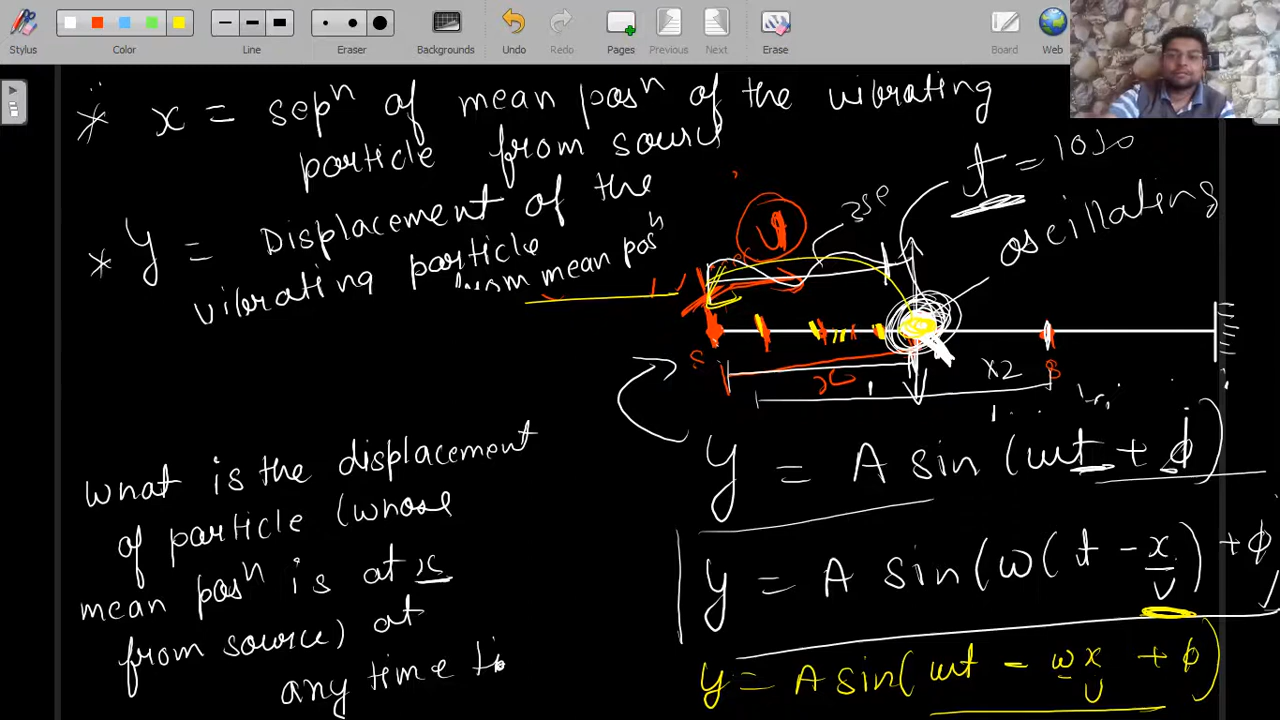 Stylus Color Line Eraser Backgrounds Undo Redo Pages Previous Next Erase Board Web
* x = sepⁿ of mean posⁿ of the vibrating
particle from source
* Y = Displacement of the
vibrating particle
from mean posⁿ
t = 10
oscillating
x2
y = A sin (ωt + ϕ)
y = A sin(ω(t - x/v) + ϕ
y = A sin(ωt - ωx/v + ϕ)
What is the displacement
of particle (whose
mean posⁿ is at x
from source) at
any time t.